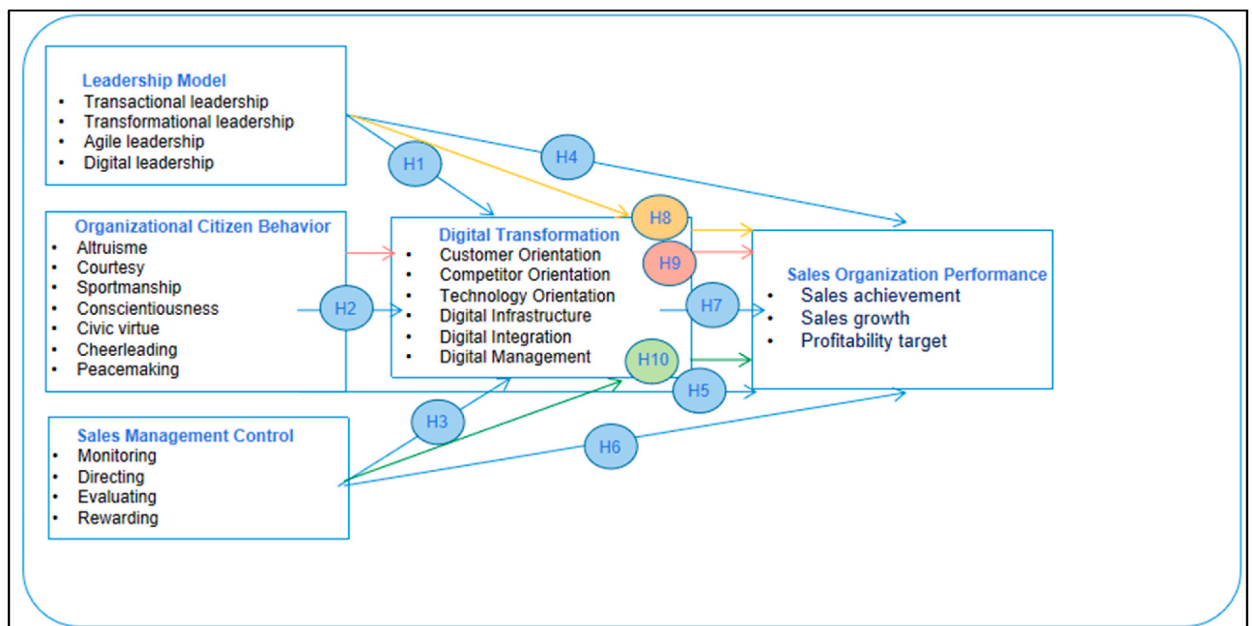 Leadership Model
• Transactional leadership
• Transformational leadership
• Agile leadership
• Digital leadership
H1
H4
Organizational Citizen Behavior
• Altruisme
• Courtesy
• Sportmanship
• Conscientiousness
• Civic virtue
• Cheerleading
• Peacemaking
H2
Digital Transformation
• Customer Orientation
• Competitor Orientation
• Technology Orientation
• Digital Infrastructure
• Digital Integration
• Digital Management
H8
H9
H7
H10
H5
Sales Organization Performance
• Sales achievement
• Sales growth
• Profitability target
Sales Management Control
• Monitoring
• Directing
• Evaluating
• Rewarding
H3
H6